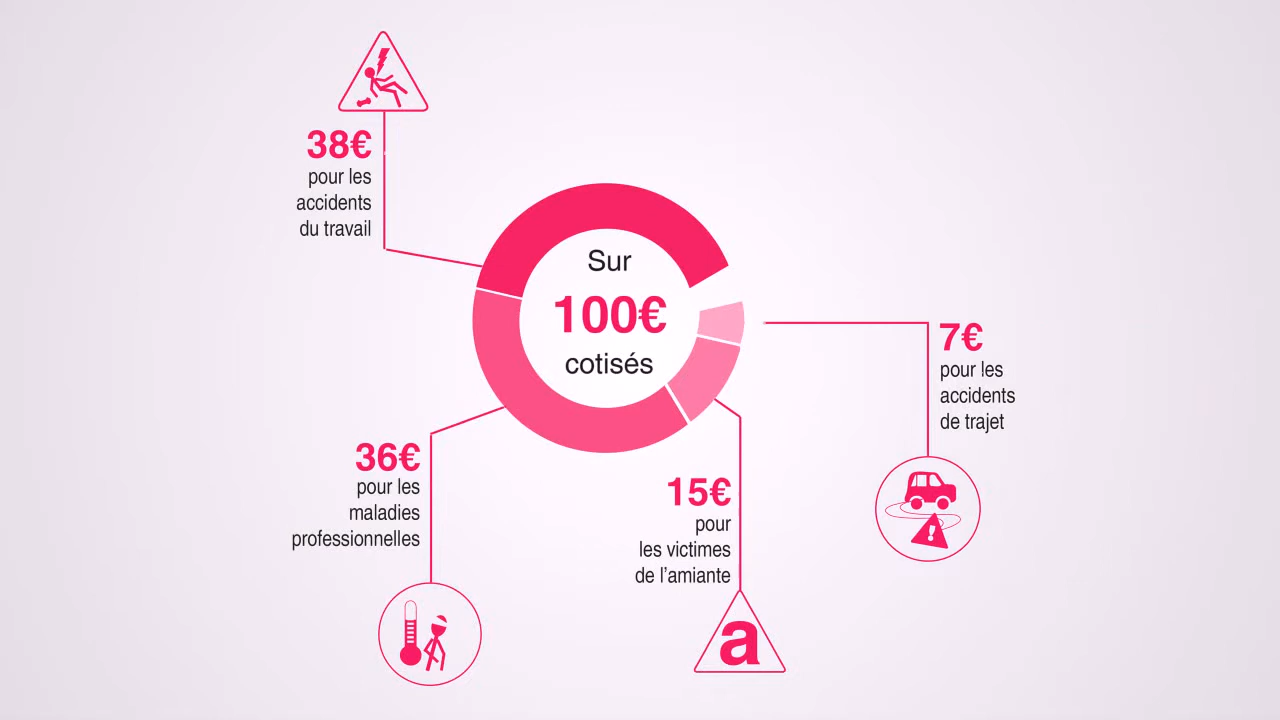 38€
pour les
accidents
du travail
Sur
100€
cotisés
7€
pour les
accidents
de trajet
36€
pour les
maladies
professionnelles
15€
pour
les victimes
de l'amiante
a